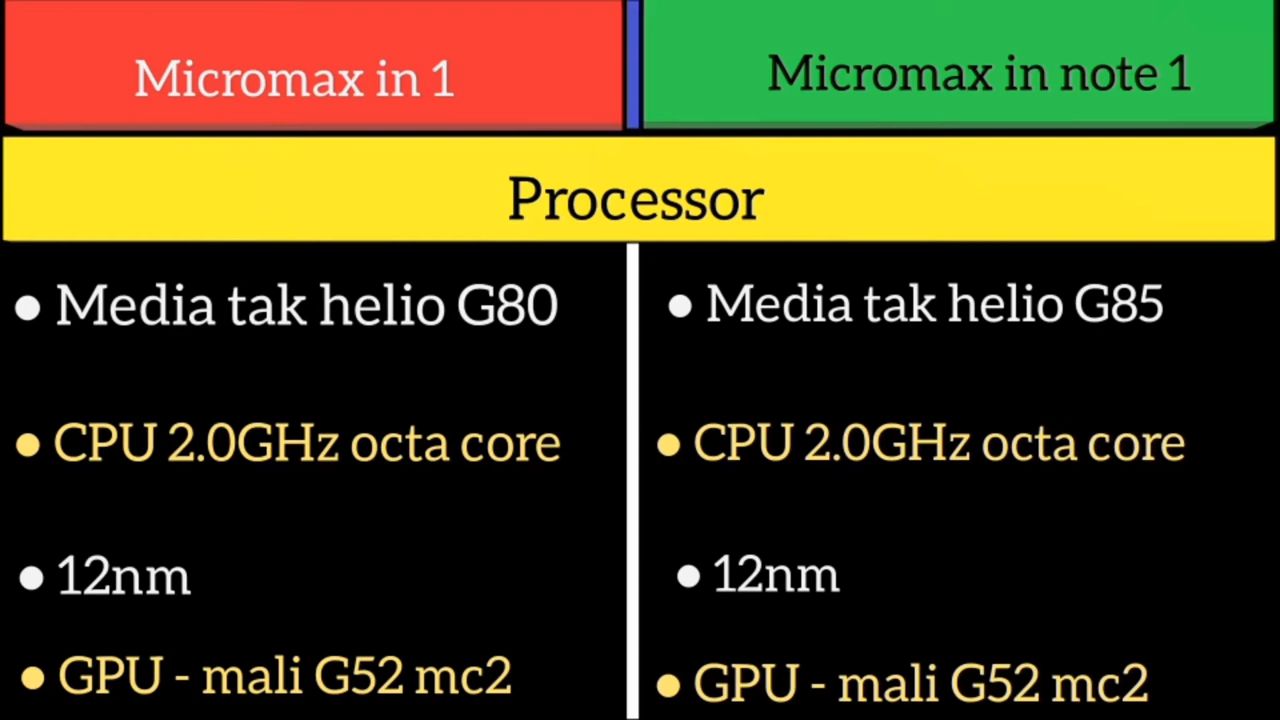 Micromax in 1
Micromax in note 1
Processor
• Media tak helio G80
• Media tak helio G85
• CPU 2.0GHz octa core
• CPU 2.0GHz octa core
• 12nm
• 12nm
• GPU - mali G52 mc2
• GPU - mali G52 mc2